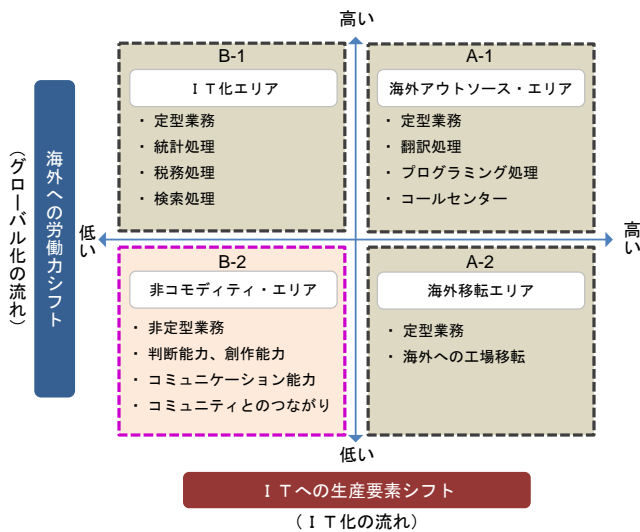 高い
B-1
ＩＴ化エリア
・ 定型業務
・ 統計処理
・ 税務処理
・ 検索処理
A-1
海外アウトソース・エリア
・ 定型業務
・ 翻訳処理
・ プログラミング処理
・ コールセンター
海外への労働力シフト
（グローバル化の流れ）
低い
高い
B-2
非コモディティ・エリア
・ 非定型業務
・ 判断能力、創作能力
・ コミュニケーション能力
・ コミュニティとのつながり
A-2
海外移転エリア
・ 定型業務
・ 海外への工場移転
低い
ＩＴへの生産要素シフト
（ＩＴ化の流れ）